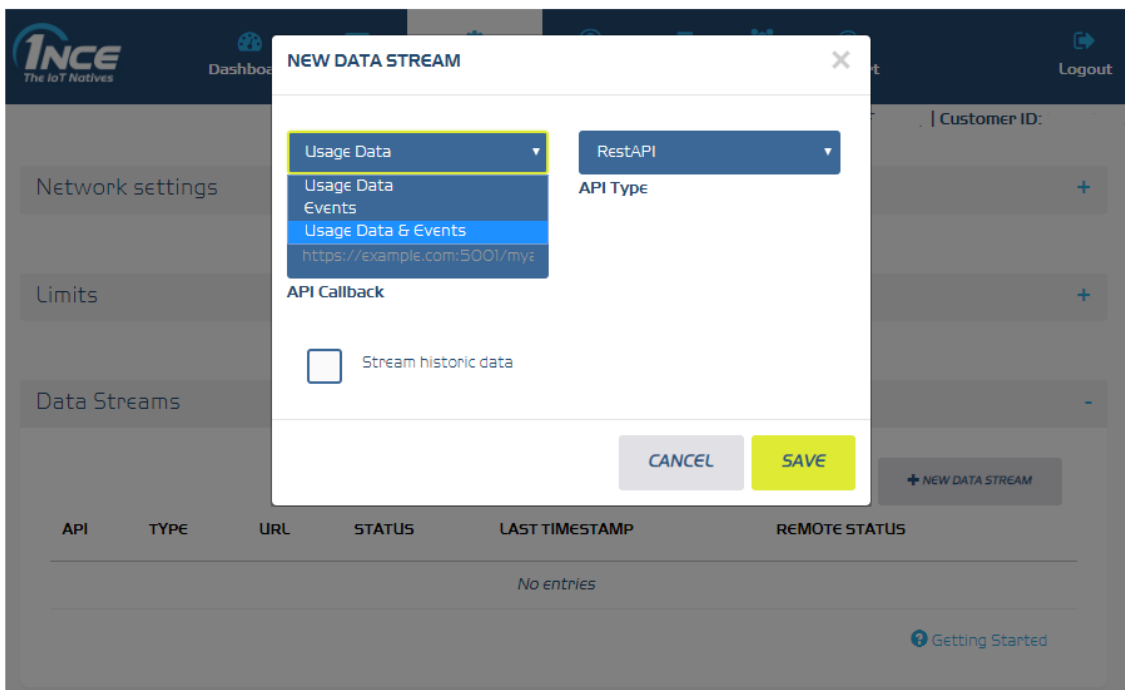 1NCE
The IoT Natives
Dashboa
Logout
NEW DATA STREAM
×
| Customer ID:
Usage Data
RestAPI
Usage Data
Events
Usage Data & Events
API Type
https://example.com:5001/mya
API Callback
Network settings
+
Limits
+
Stream historic data
Data Streams
-
CANCEL
SAVE
+ NEW DATA STREAM
API TYPE URL STATUS LAST TIMESTAMP REMOTE STATUS
No entries
? Getting Started